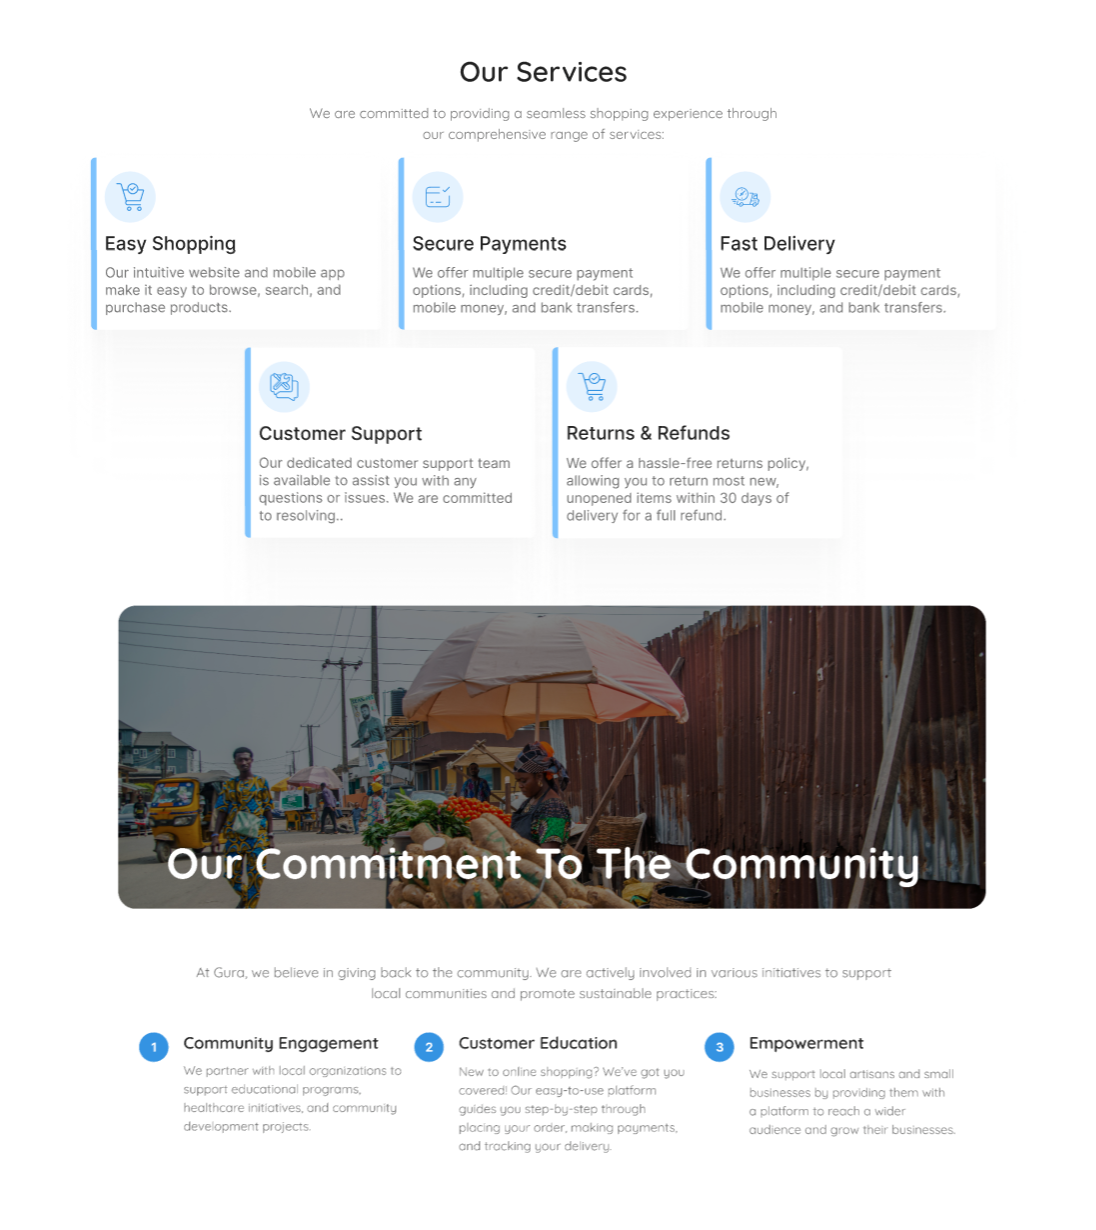 Our Services
We are committed to providing a seamless shopping experience through
our comprehensive range of services:
Easy Shopping
Our intuitive website and mobile app
make it easy to browse, search, and
purchase products.
Secure Payments
We offer multiple secure payment
options, including credit/debit cards,
mobile money, and bank transfers.
Fast Delivery
We offer multiple secure payment
options, including credit/debit cards,
mobile money, and bank transfers.
Customer Support
Our dedicated customer support team
is available to assist you with any
questions or issues. We are committed
to resolving..
Returns & Refunds
We offer a hassle-free returns policy,
allowing you to return most new,
unopened items within 30 days of
delivery for a full refund.
Our Commitment To The Community
At Gura, we believe in giving back to the community. We are actively involved in various initiatives to support
local communities and promote sustainable practices:
1
Community Engagement
We partner with local organizations to
support educational programs,
healthcare initiatives, and community
development projects.
2
Customer Education
New to online shopping? We've got you
covered! Our easy-to-use platform
guides you step-by-step through
placing your order, making payments,
and tracking your delivery.
3
Empowerment
We support local artisans and small
businesses by providing them with
a platform to reach a wider
audience and grow their businesses.